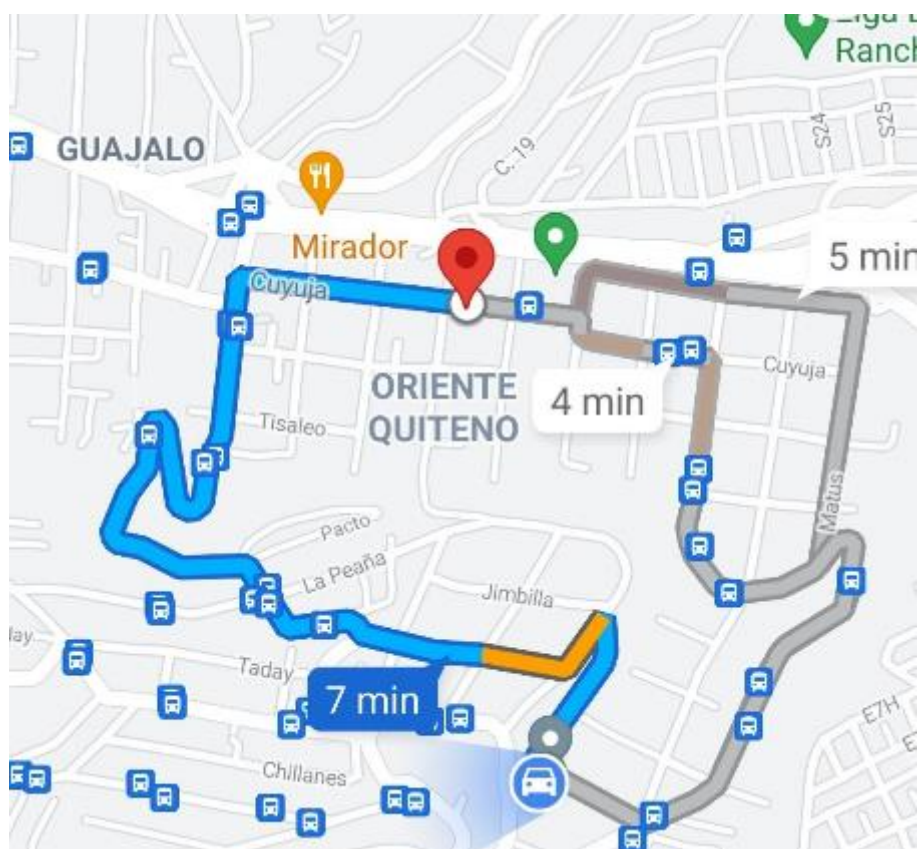 Ranch
S24
S25
C. 19
GUAJALO
Mirador
5 min
Cuyuja
ORIENTE
QUITENO
Cuyuja
4 min
Tisaleo
Matus
Pacto
La Peaña
Jimbilla
Taday
7 min
E7H
Chillanes